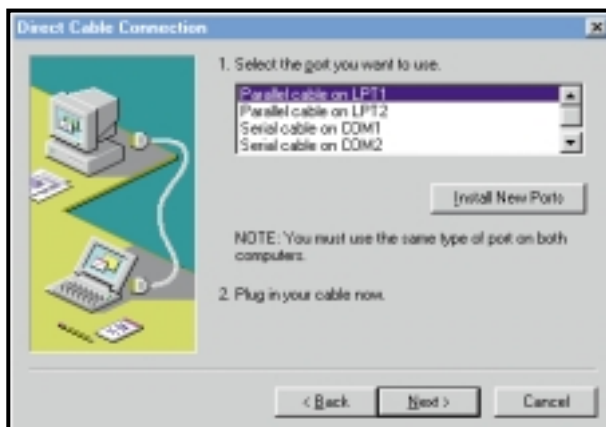 Direct Cable Connection
1. Select the port you want to use.
Parallel cable on LPT1
Parallel cable on LPT2
Serial cable on COM1
Serial cable on COM2
Install New Ports
NOTE: You must use the same type of port on both
computers.
2. Plug in your cable now.
< Back
Next >
Cancel